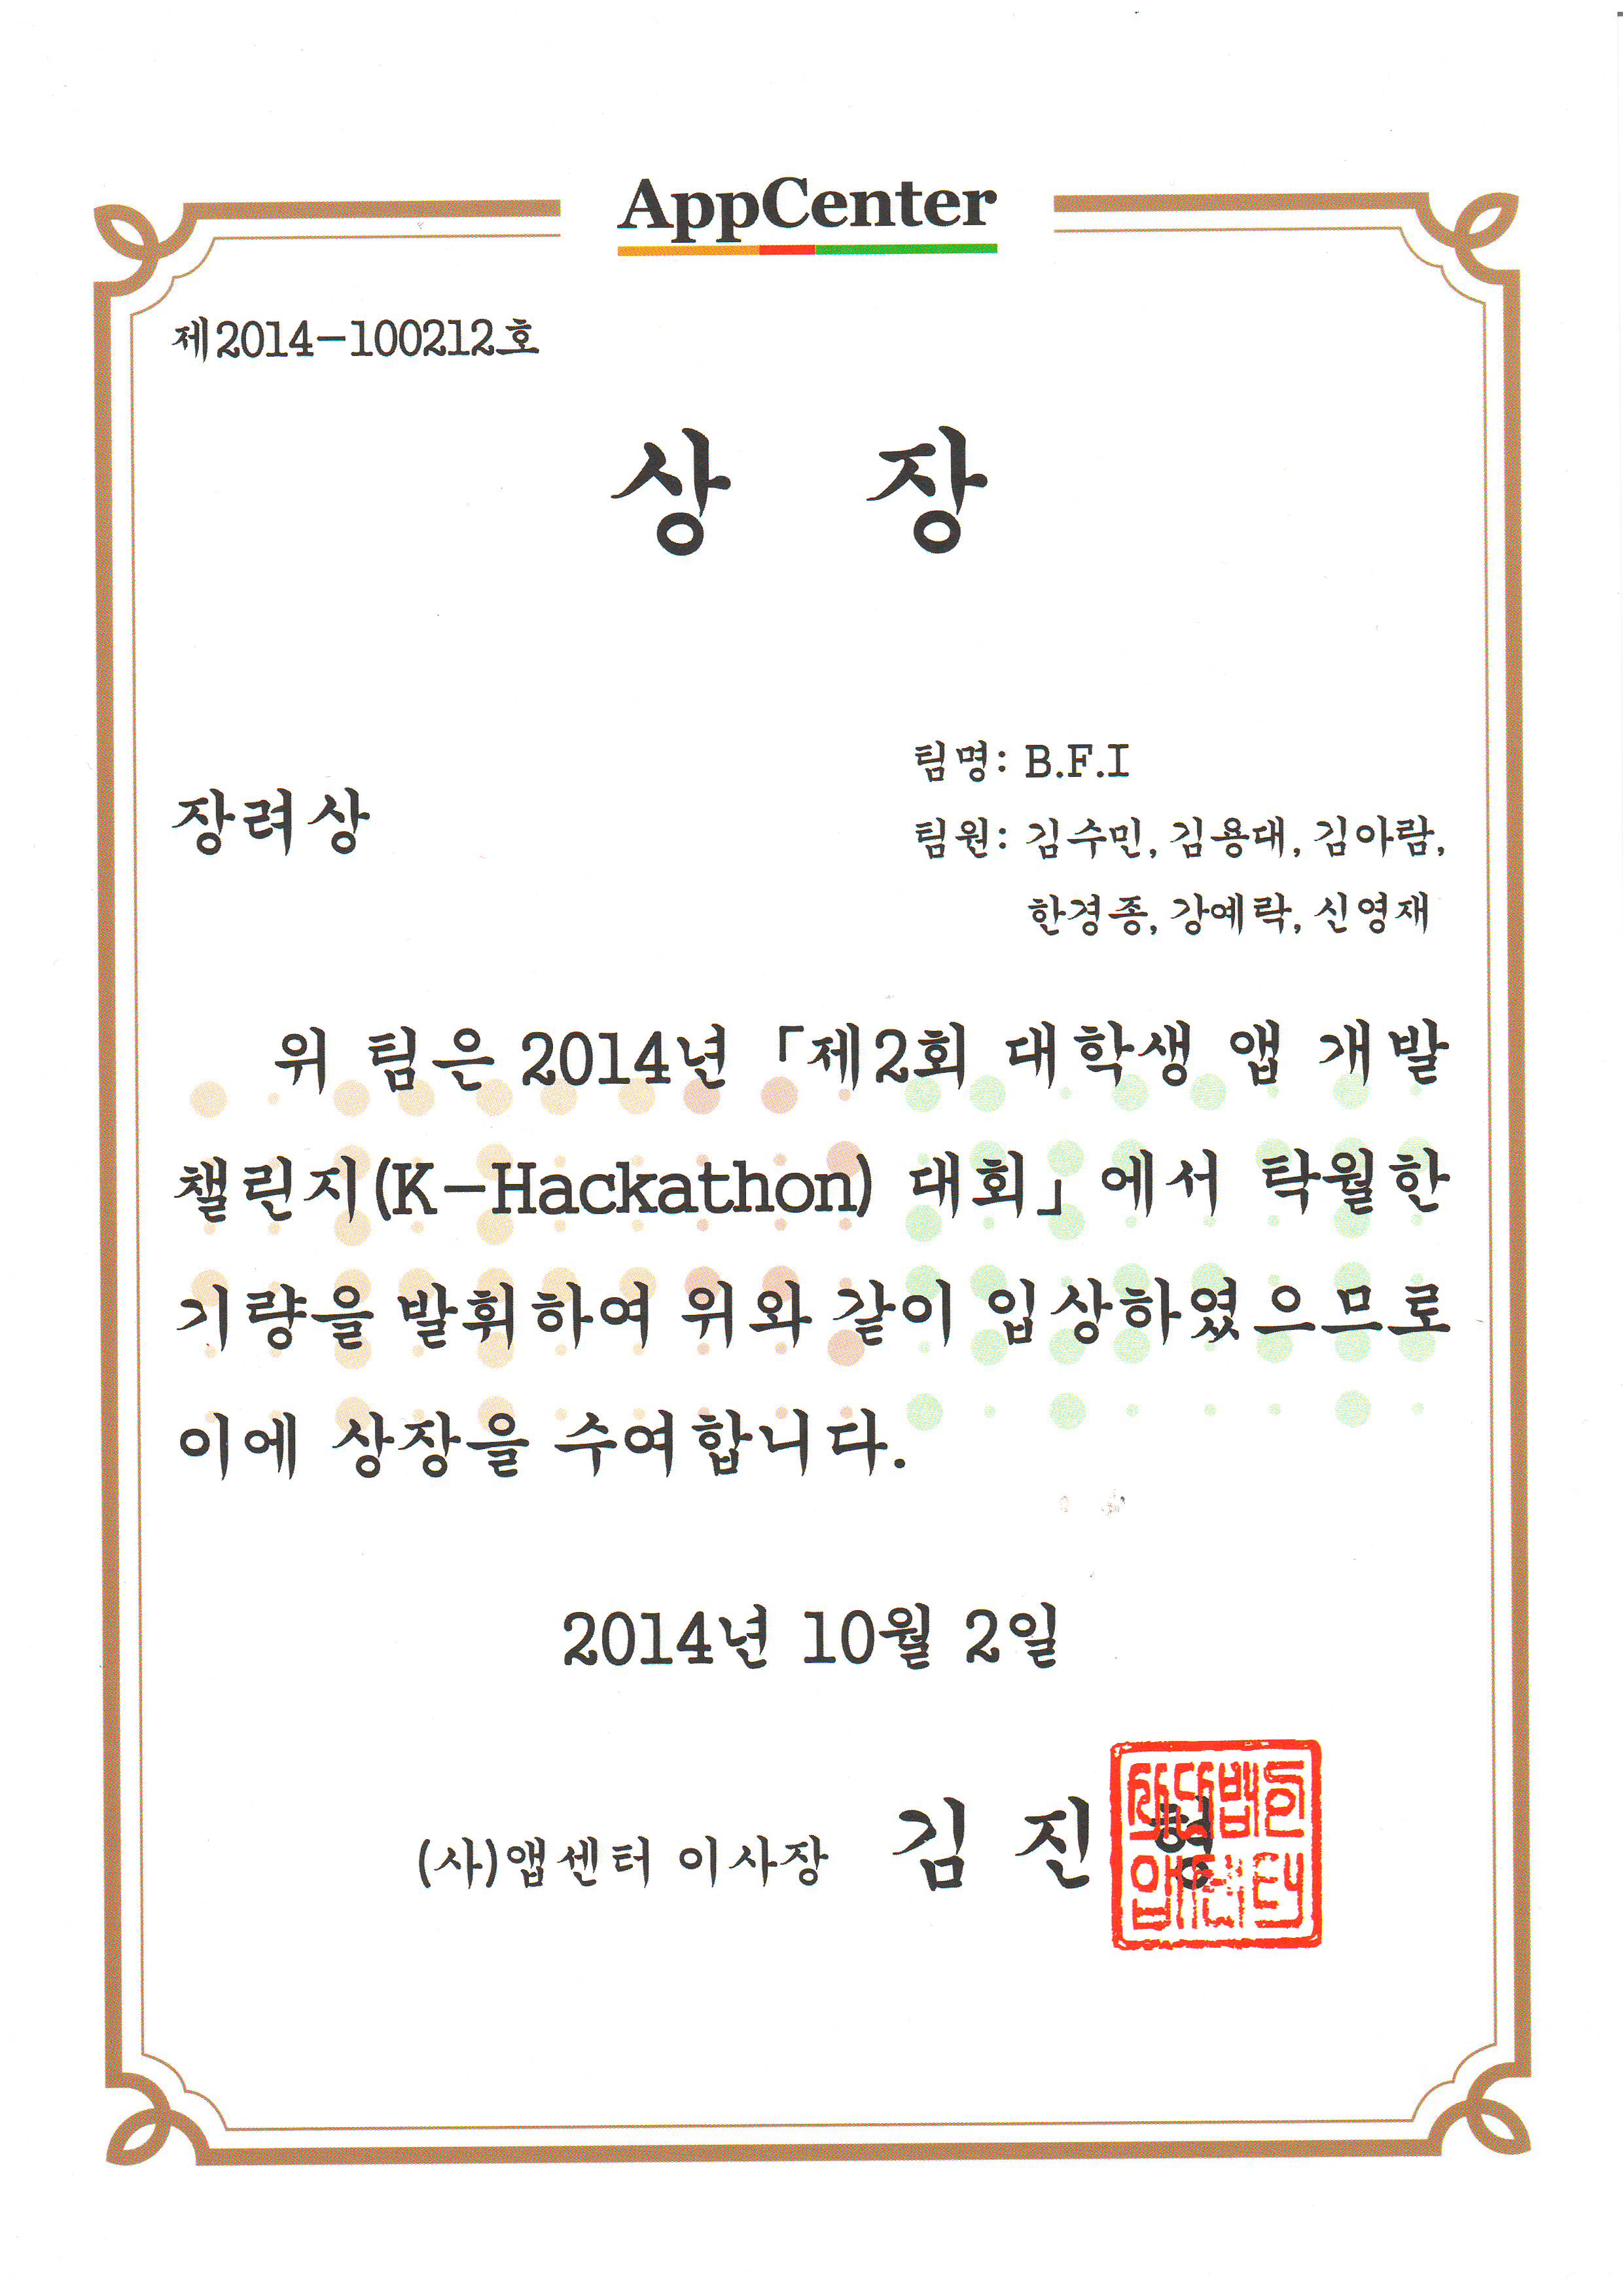 AppCenter
제2014-100212호
상 장
장려상
팀명: B.F.I
팀원: 김수민, 김용대, 김아람,
한경종, 강예락, 신영재
위 팀은 2014년 「제2회 대학생 앱 개발
챌린지(K-Hackathon) 대회」에서 탁월한
기량을 발휘하여 위와 같이 입상하였으므로
이에 상장을 수여합니다.
2014년 10월 2일
(사)앱센터 이사장 김 진 형